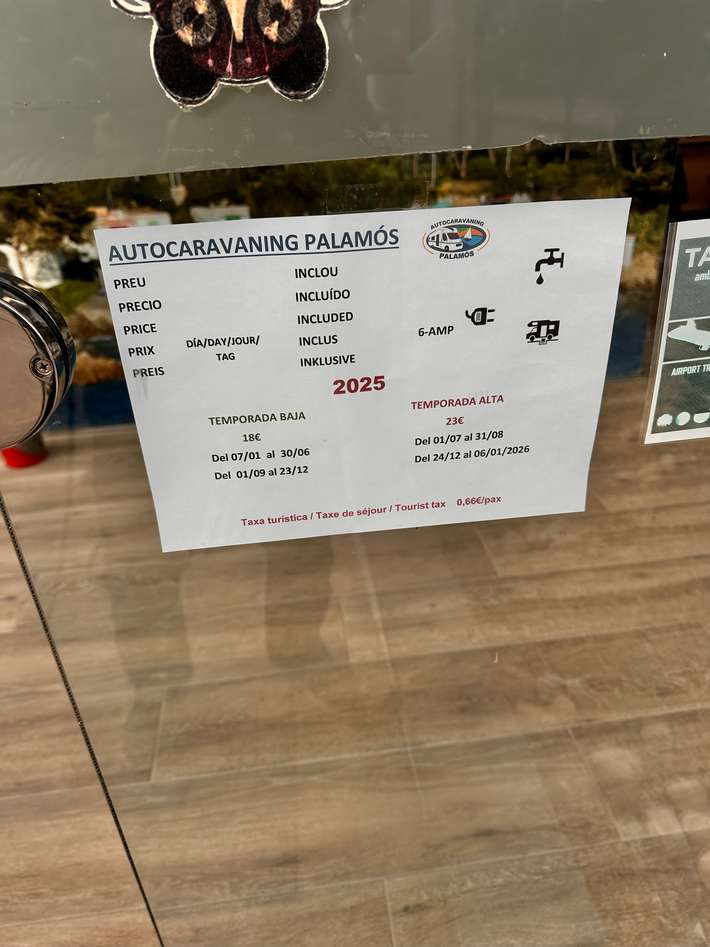 AUTOCARAVANING PALAMÓS
AUTOCARAVANING
PALAMÓS
PREU
PRECIO
PRICE
PRIX
PREIS
DÍA/DAY/JOUR/
TAG
INCLOU
INCLUÍDO
INCLUDED
INCLUS
INKLUSIVE
6-AMP
2025
TEMPORADA BAJA
18€
Del 07/01 al 30/06
Del 01/09 al 23/12
TEMPORADA ALTA
23€
Del 01/07 al 31/08
Del 24/12 al 06/01/2026
Taxa turistica / Taxe de séjour / Tourist tax 0,66€/pax
TA
amb
AIRPORT TR